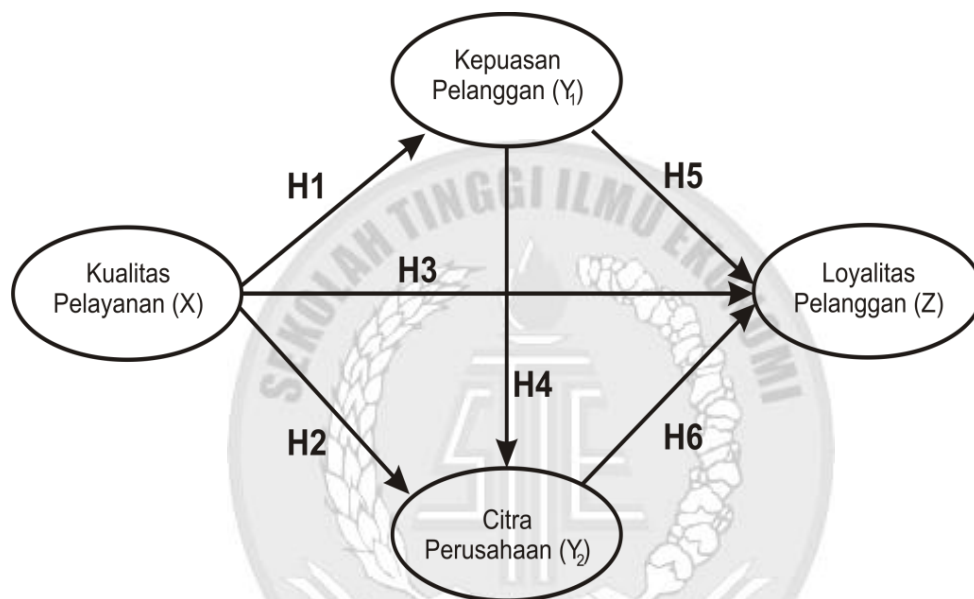 Kepuasan
Pelanggan (Y₁)
H1
H5
SEKOLAH TINGGI ILMU EKONOMI
Kualitas
Pelayanan (X)
H3
Loyalitas
Pelanggan (Z)
H4
H2
H6
STIE
Citra
Perusahaan (Y₂)